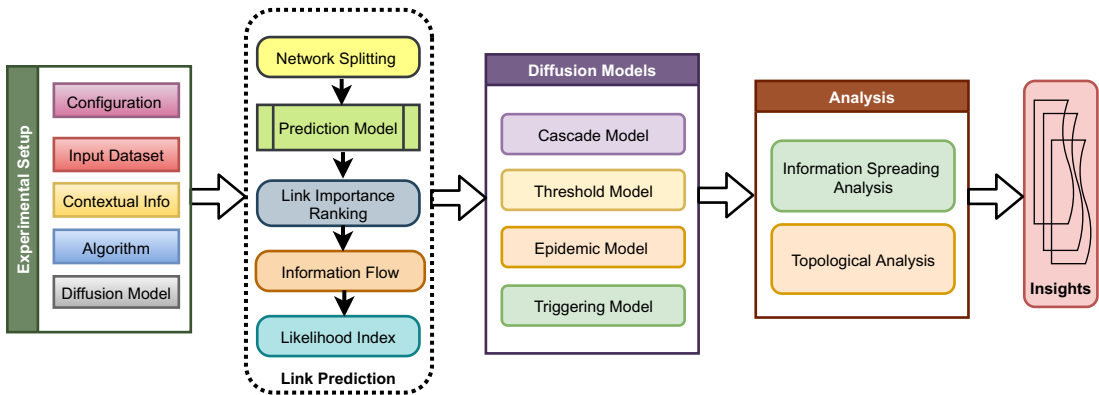 Experimental Setup
Configuration
Input Dataset
Contextual Info
Algorithm
Diffusion Model
Network Splitting
Prediction Model
Link Importance
Ranking
Information Flow
Likelihood Index
Link Prediction
Diffusion Models
Cascade Model
Threshold Model
Epidemic Model
Triggering Model
Analysis
Information Spreading
Analysis
Topological Analysis
Insights